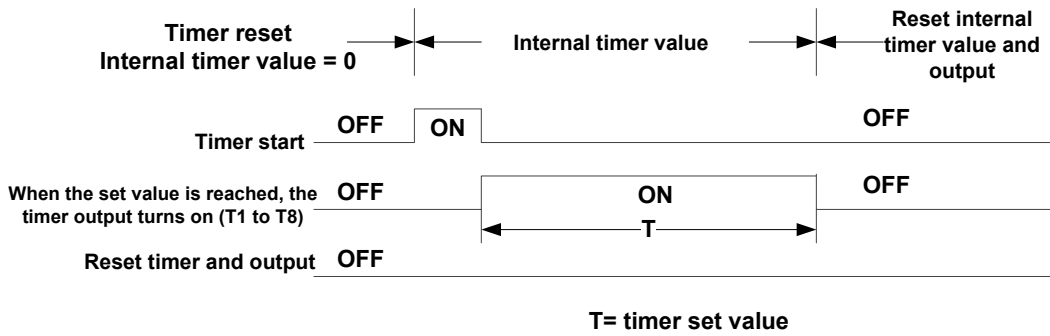 Timer reset
Internal timer value = 0
Internal timer value
Reset internal
timer value and
output
Timer start
OFF
ON
OFF
When the set value is reached, the
timer output turns on (T1 to T8)
OFF
ON
OFF
T
Reset timer and output
OFF
T= timer set value